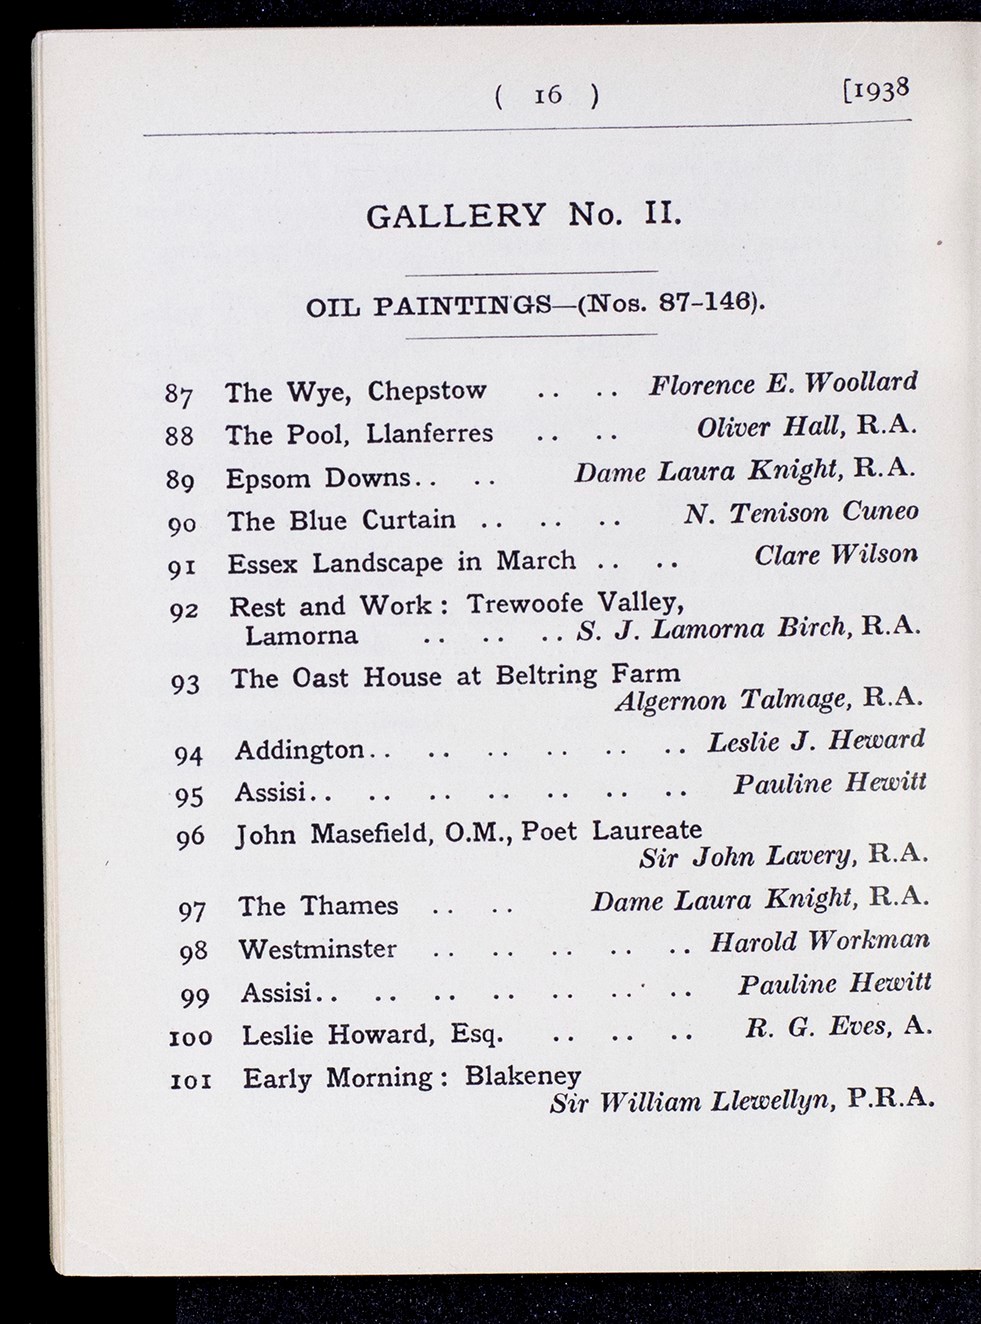 ( 16 ) [1938
GALLERY No. II.
OIL PAINTINGS—(Nos. 87-146).
87 The Wye, Chepstow .. .. Florence E. Woollard
88 The Pool, Llanferres .. .. Oliver Hall, R.A.
89 Epsom Downs.. .. Dame Laura Knight, R.A.
90 The Blue Curtain .. .. .. N. Tenison Cuneo
91 Essex Landscape in March .. .. Clare Wilson
92 Rest and Work: Trewoofe Valley,
Lamorna .. .. .. S. J. Lamorna Birch, R.A.
93 The Oast House at Beltring Farm
Algernon Talmage, R.A.
94 Addington.. .. .. .. .. .. Leslie J. Heward
95 Assisi.. .. .. .. .. .. .. Pauline Hewitt
96 John Masefield, O.M., Poet Laureate
Sir John Lavery, R.A.
97 The Thames .. .. Dame Laura Knight, R.A.
98 Westminster .. .. .. .. .. Harold Workman
99 Assisi.. .. .. .. .. .. .. Pauline Hewitt
100 Leslie Howard, Esq. .. .. .. R. G. Eves, A.
101 Early Morning: Blakeney
Sir William Llewellyn, P.R.A.